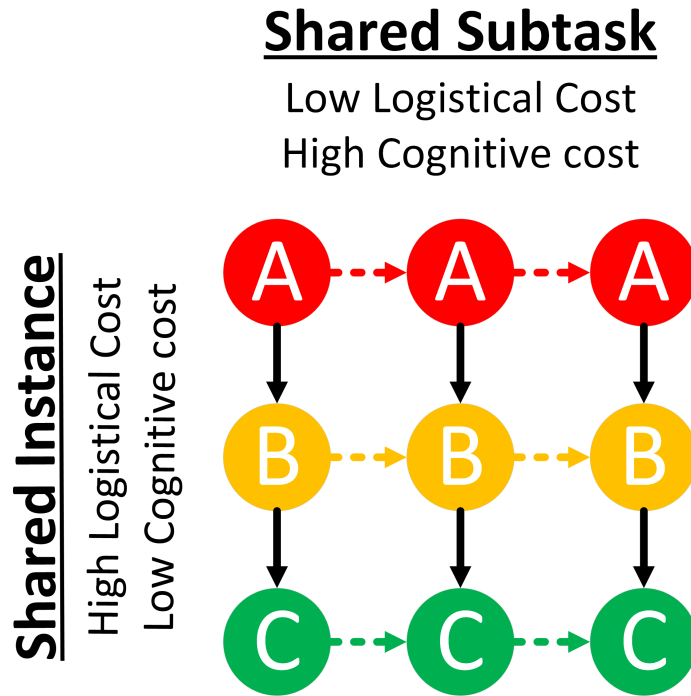 Shared Subtask
Low Logistical Cost
High Cognitive cost
Shared Instance
High Logistical Cost
Low Cognitive cost
A A A
B B B
C C C